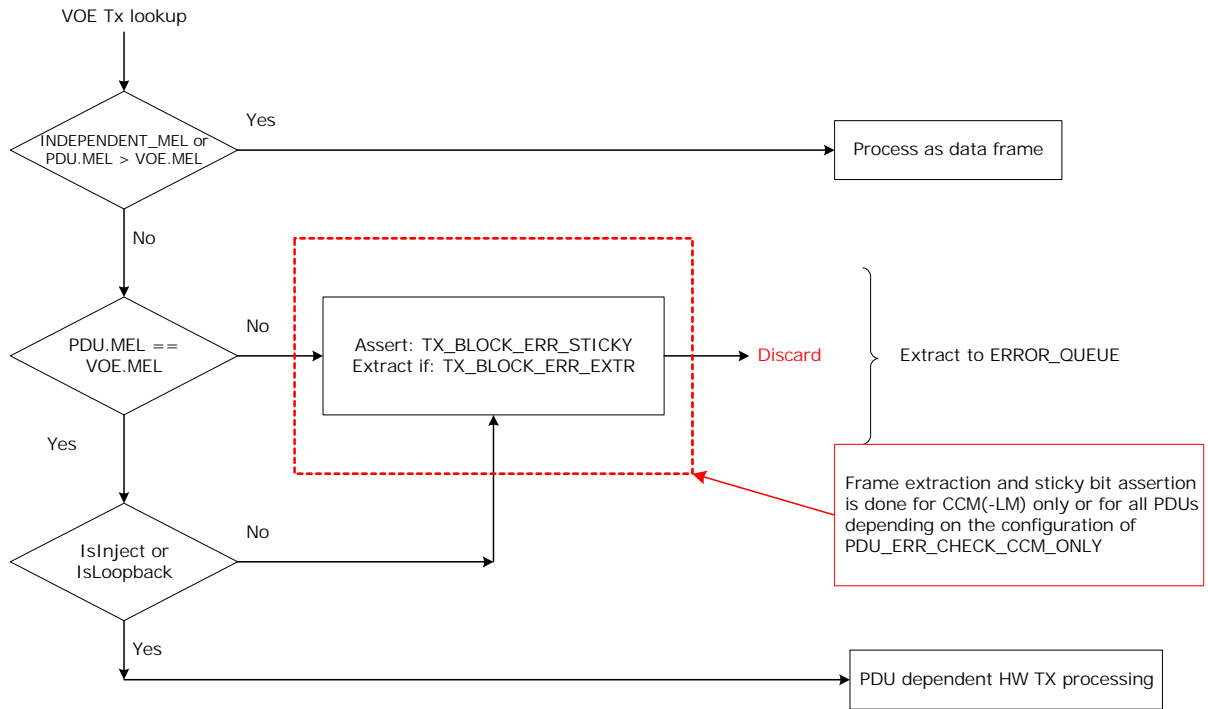 VOE Tx lookup
INDEPENDENT_MEL or
PDU.MEL > VOE.MEL
Yes
Process as data frame
No
PDU.MEL ==
VOE.MEL
No
Assert: TX_BLOCK_ERR_STICKY
Extract if: TX_BLOCK_ERR_EXTR
Discard
Extract to ERROR_QUEUE
Yes
Frame extraction and sticky bit assertion
is done for CCM(-LM) only or for all PDUs
depending on the configuration of
PDU_ERR_CHECK_CCM_ONLY
IsInject or
IsLoopback
No
Yes
PDU dependent HW TX processing